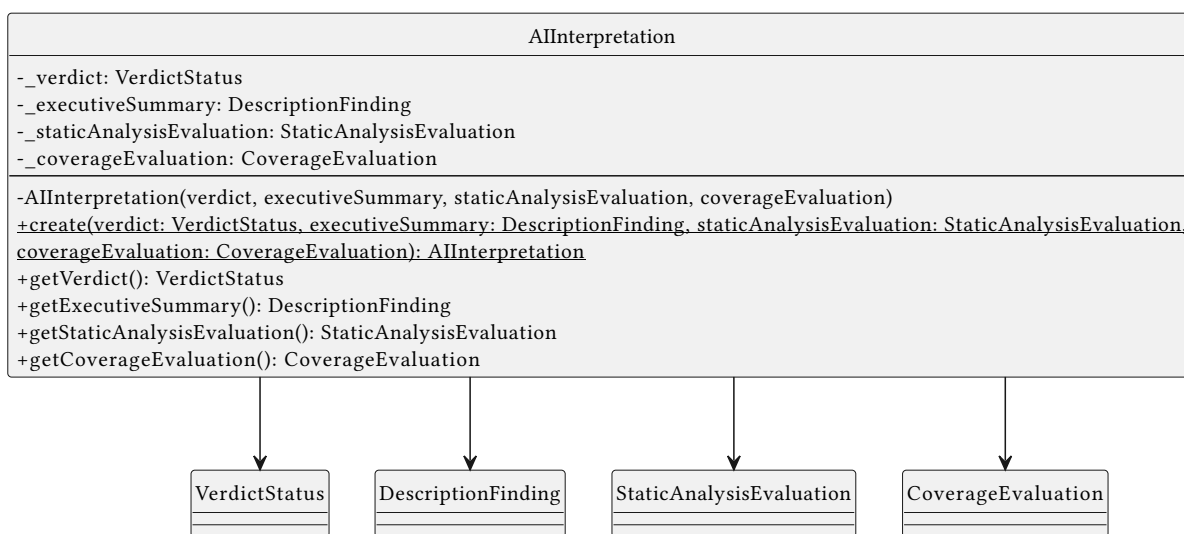 AIInterpretation
-_verdict: VerdictStatus
-_executiveSummary: DescriptionFinding
-_staticAnalysisEvaluation: StaticAnalysisEvaluation
-_coverageEvaluation: CoverageEvaluation
-AIInterpretation(verdict, executiveSummary, staticAnalysisEvaluation, coverageEvaluation)
+create(verdict: VerdictStatus, executiveSummary: DescriptionFinding, staticAnalysisEvaluation: StaticAnalysisEvaluation,
coverageEvaluation: CoverageEvaluation): AIInterpretation
+getVerdict(): VerdictStatus
+getExecutiveSummary(): DescriptionFinding
+getStaticAnalysisEvaluation(): StaticAnalysisEvaluation
+getCoverageEvaluation(): CoverageEvaluation
VerdictStatus
DescriptionFinding
StaticAnalysisEvaluation
CoverageEvaluation